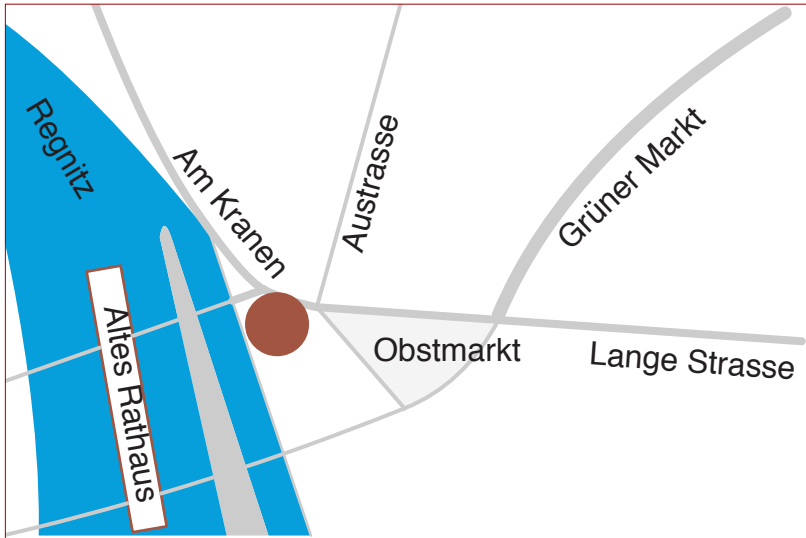 Regnitz
Am Kranen
Austrasse
Grüner Markt
Altes Rathaus
Obstmarkt
Lange Strasse